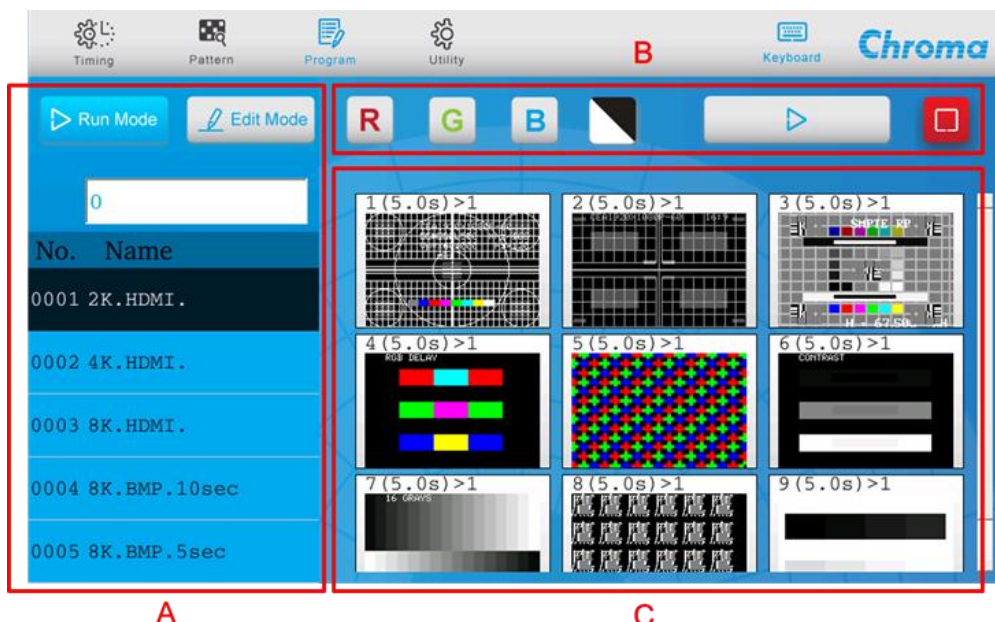 Timing Pattern Program Utility B Keyboard Chroma
Run Mode Edit Mode R G B
0
No. Name
0001 2K.HDMI.
0002 4K.HDMI.
0003 8K.HDMI.
0004 8K.BMP.10sec
0005 8K.BMP.5sec
1(5.0s)>1 2(5.0s)>1 3(5.0s)>1
SMPTE RP
4(5.0s)>1 5(5.0s)>1 6(5.0s)>1
RGB DELAY CONTRAST
7(5.0s)>1 8(5.0s)>1 9(5.0s)>1
16 GRAYS
A C